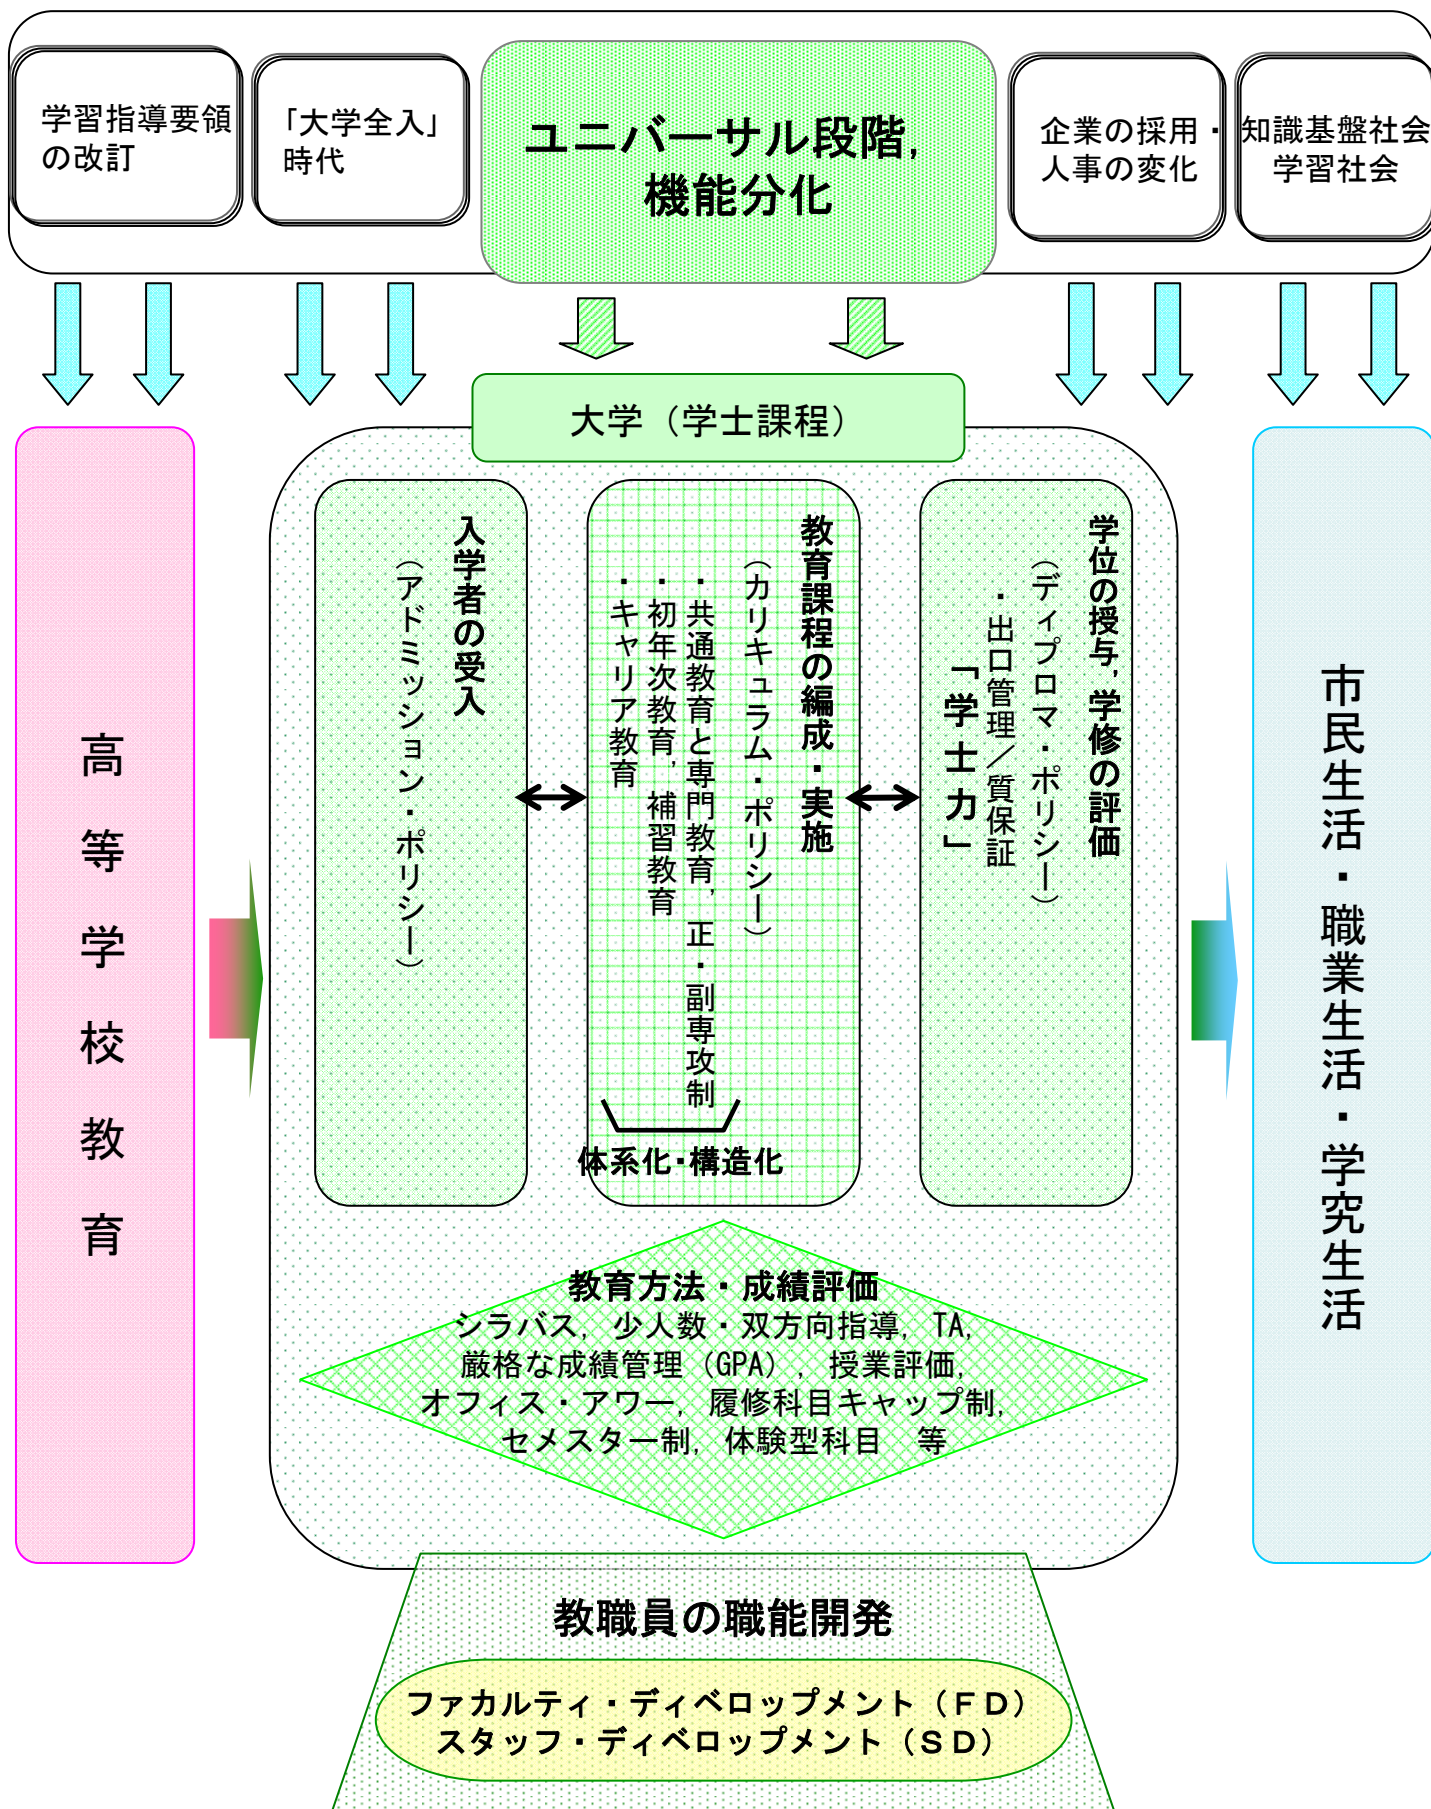 学習指導要領
の改訂
「大学全入」
時代
ユニバーサル段階,
機能分化
企業の採用・
人事の変化
知識基盤社会
学習社会
大学（学士課程）
高等学校教育
入学者の受入
（アドミッション・ポリシー）
教育課程の編成・実施
（カリキュラム・ポリシー）
・共通教育と専門教育, 正・副専攻制
・初年次教育, 補習教育
・キャリア教育
体系化・構造化
学位の授与, 学修の評価
（ディプロマ・ポリシー）
・出口管理／質保証
「学士力」
市民生活・職業生活・学究生活
教育方法・成績評価
シラバス, 少人数・双方向指導, TA,
厳格な成績管理（GPA）, 授業評価,
オフィス・アワー, 履修科目キャップ制,
セメスター制, 体験型科目　等
教職員の職能開発
ファカルティ・ディベロップメント（ＦＤ）
スタッフ・ディベロップメント（ＳＤ）